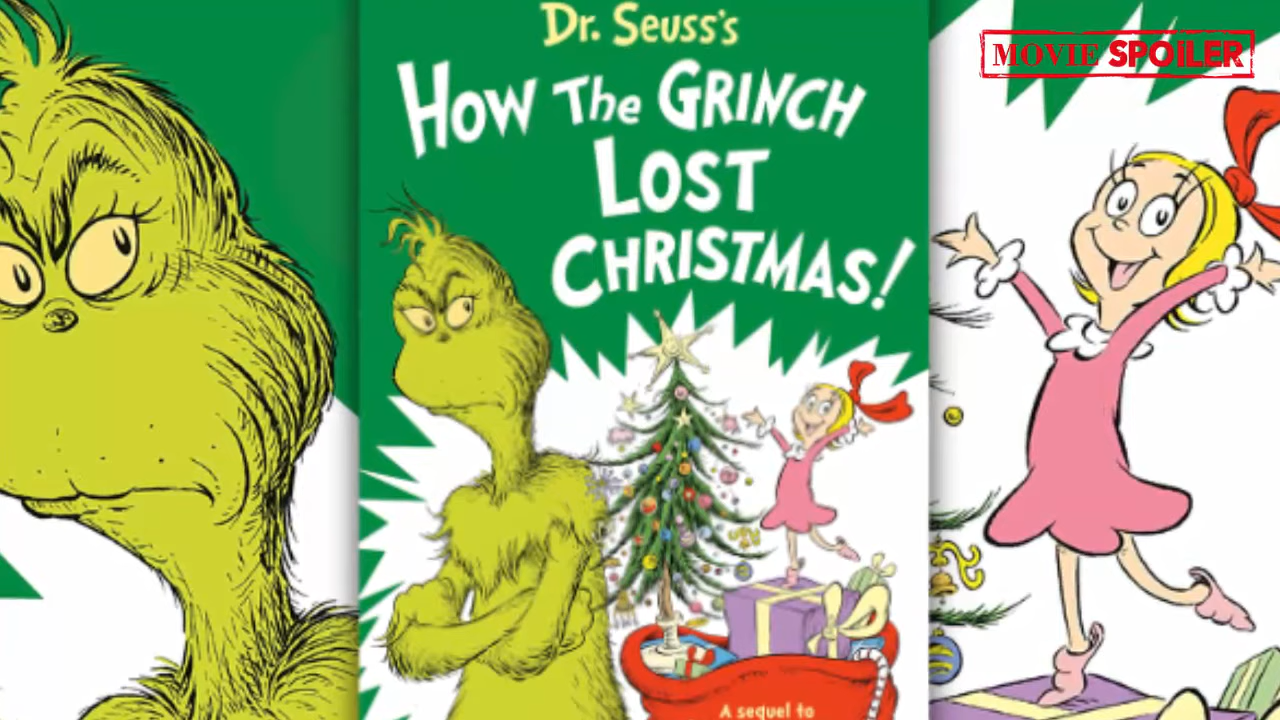 Dr. Seuss's
HOW The GRINCH
LOST
CHRISTMAS!
A sequel to
MOVIE SPOILER